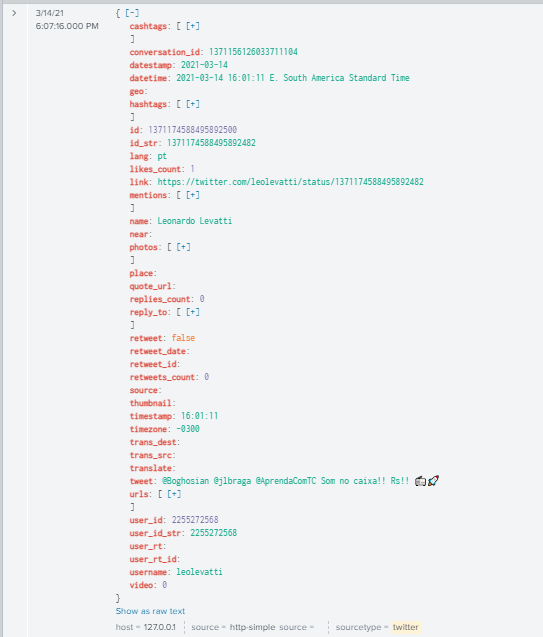 3/14/21
6:07:16.000 PM
{ [-]
cashtags: [ [+]
]
conversation_id: 1371156126033711104
datestamp: 2021-03-14
datetime: 2021-03-14 16:01:11 E. South America Standard Time
geo:
hashtags: [ [+]
]
id: 1371174588495892500
id_str: 1371174588495892482
lang: pt
likes_count: 1
link: https://twitter.com/leolevatti/status/1371174588495892482
mentions: [ [+]
]
name: Leonardo Levatti
near:
photos: [ [+]
]
place:
quote_url:
replies_count: 0
reply_to: [ [+]
]
retweet: false
retweet_date:
retweet_id:
retweets_count: 0
source:
thumbnail:
timestamp: 16:01:11
timezone: -0300
trans_dest:
trans_src:
translate:
tweet: @Boghosian @jlbraga @AprendaComTC Som no caixa!! Rs!! 📻🚀
urls: [ [+]
]
user_id: 2255272568
user_id_str: 2255272568
user_rt:
user_rt_id:
username: leolevatti
video: 0
}
Show as raw text
host = 127.0.0.1 source = http-simple source = sourcetype = twitter